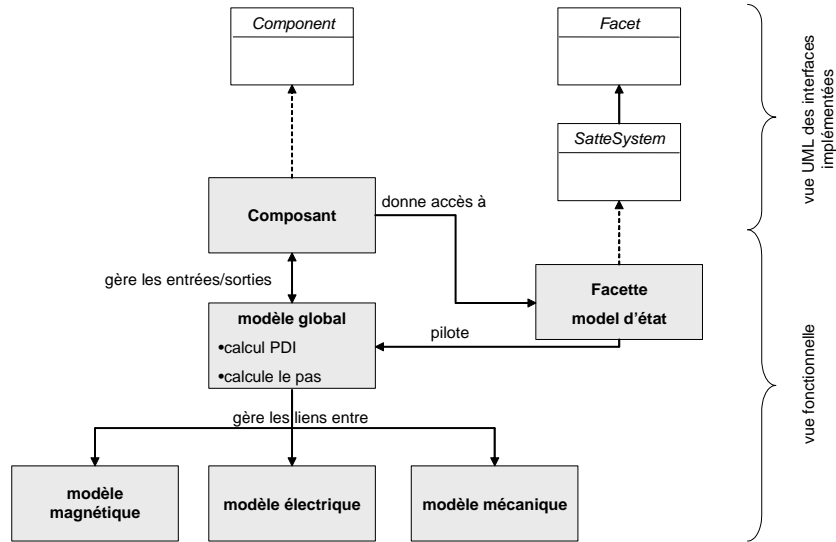 Component
Facet
SatteSystem
vue UML des interfaces
implémentées
Composant
donne accès à
gère les entrées/sorties
Facette
model d'état
modèle global
•calcul PDI
•calcule le pas
pilote
gère les liens entre
modèle
magnétique
modèle électrique
modèle mécanique
vue fonctionnelle